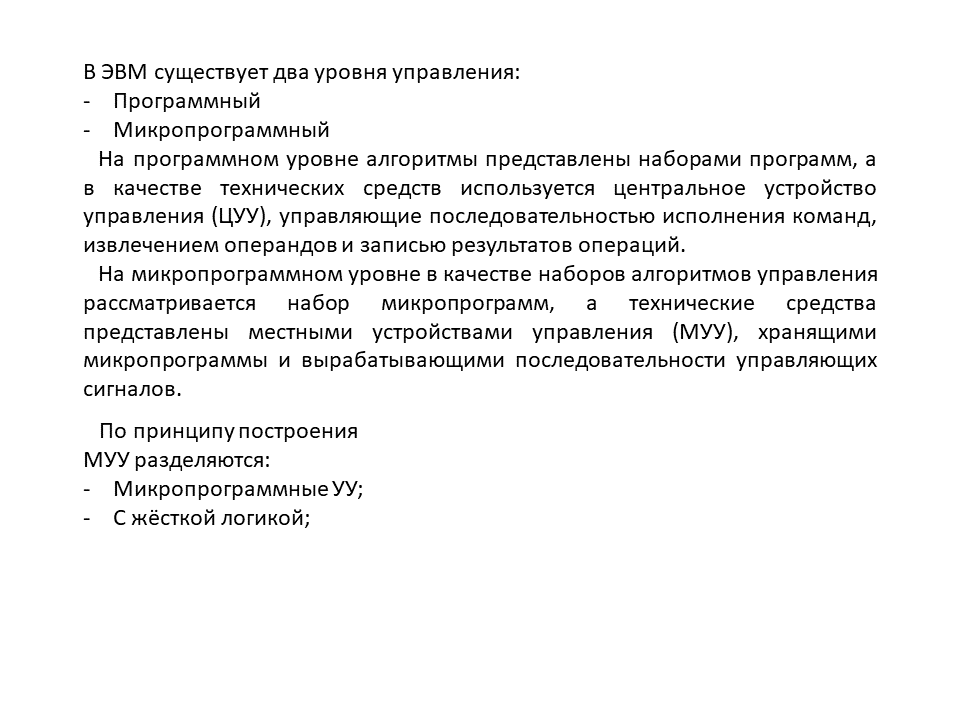 В ЭВМ существует два уровня управления:
- Программный
- Микропрограммный
На программном уровне алгоритмы представлены наборами программ, а
в качестве технических средств используется центральное устройство
управления (ЦУУ), управляющие последовательностью исполнения команд,
извлечением операндов и записью результатов операций.
На микропрограммном уровне в качестве наборов алгоритмов управления
рассматривается набор микропрограмм, а технические средства
представлены местными устройствами управления (МУУ), хранящими
микропрограммы и вырабатывающими последовательности управляющих
сигналов.
По принципу построения
МУУ разделяются:
- Микропрограммные УУ;
- С жёсткой логикой;